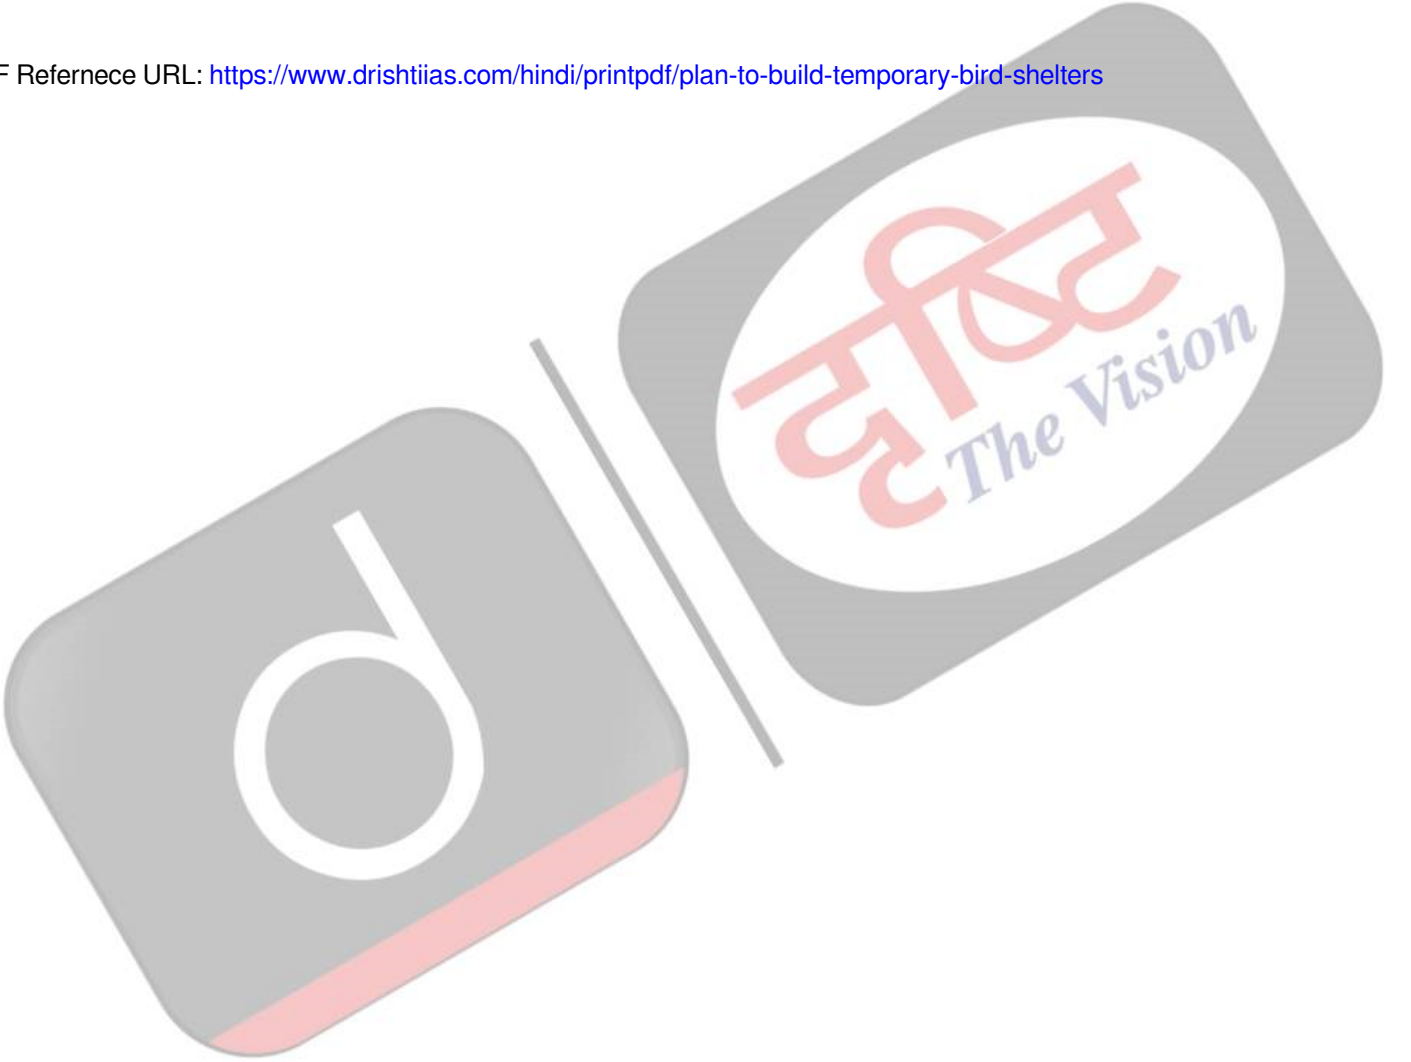 F Refernece URL: https://www.drishtiias.com/hindi/printpdf/plan-to-build-temporary-bird-shelters
दृष्टि
The Vision
d